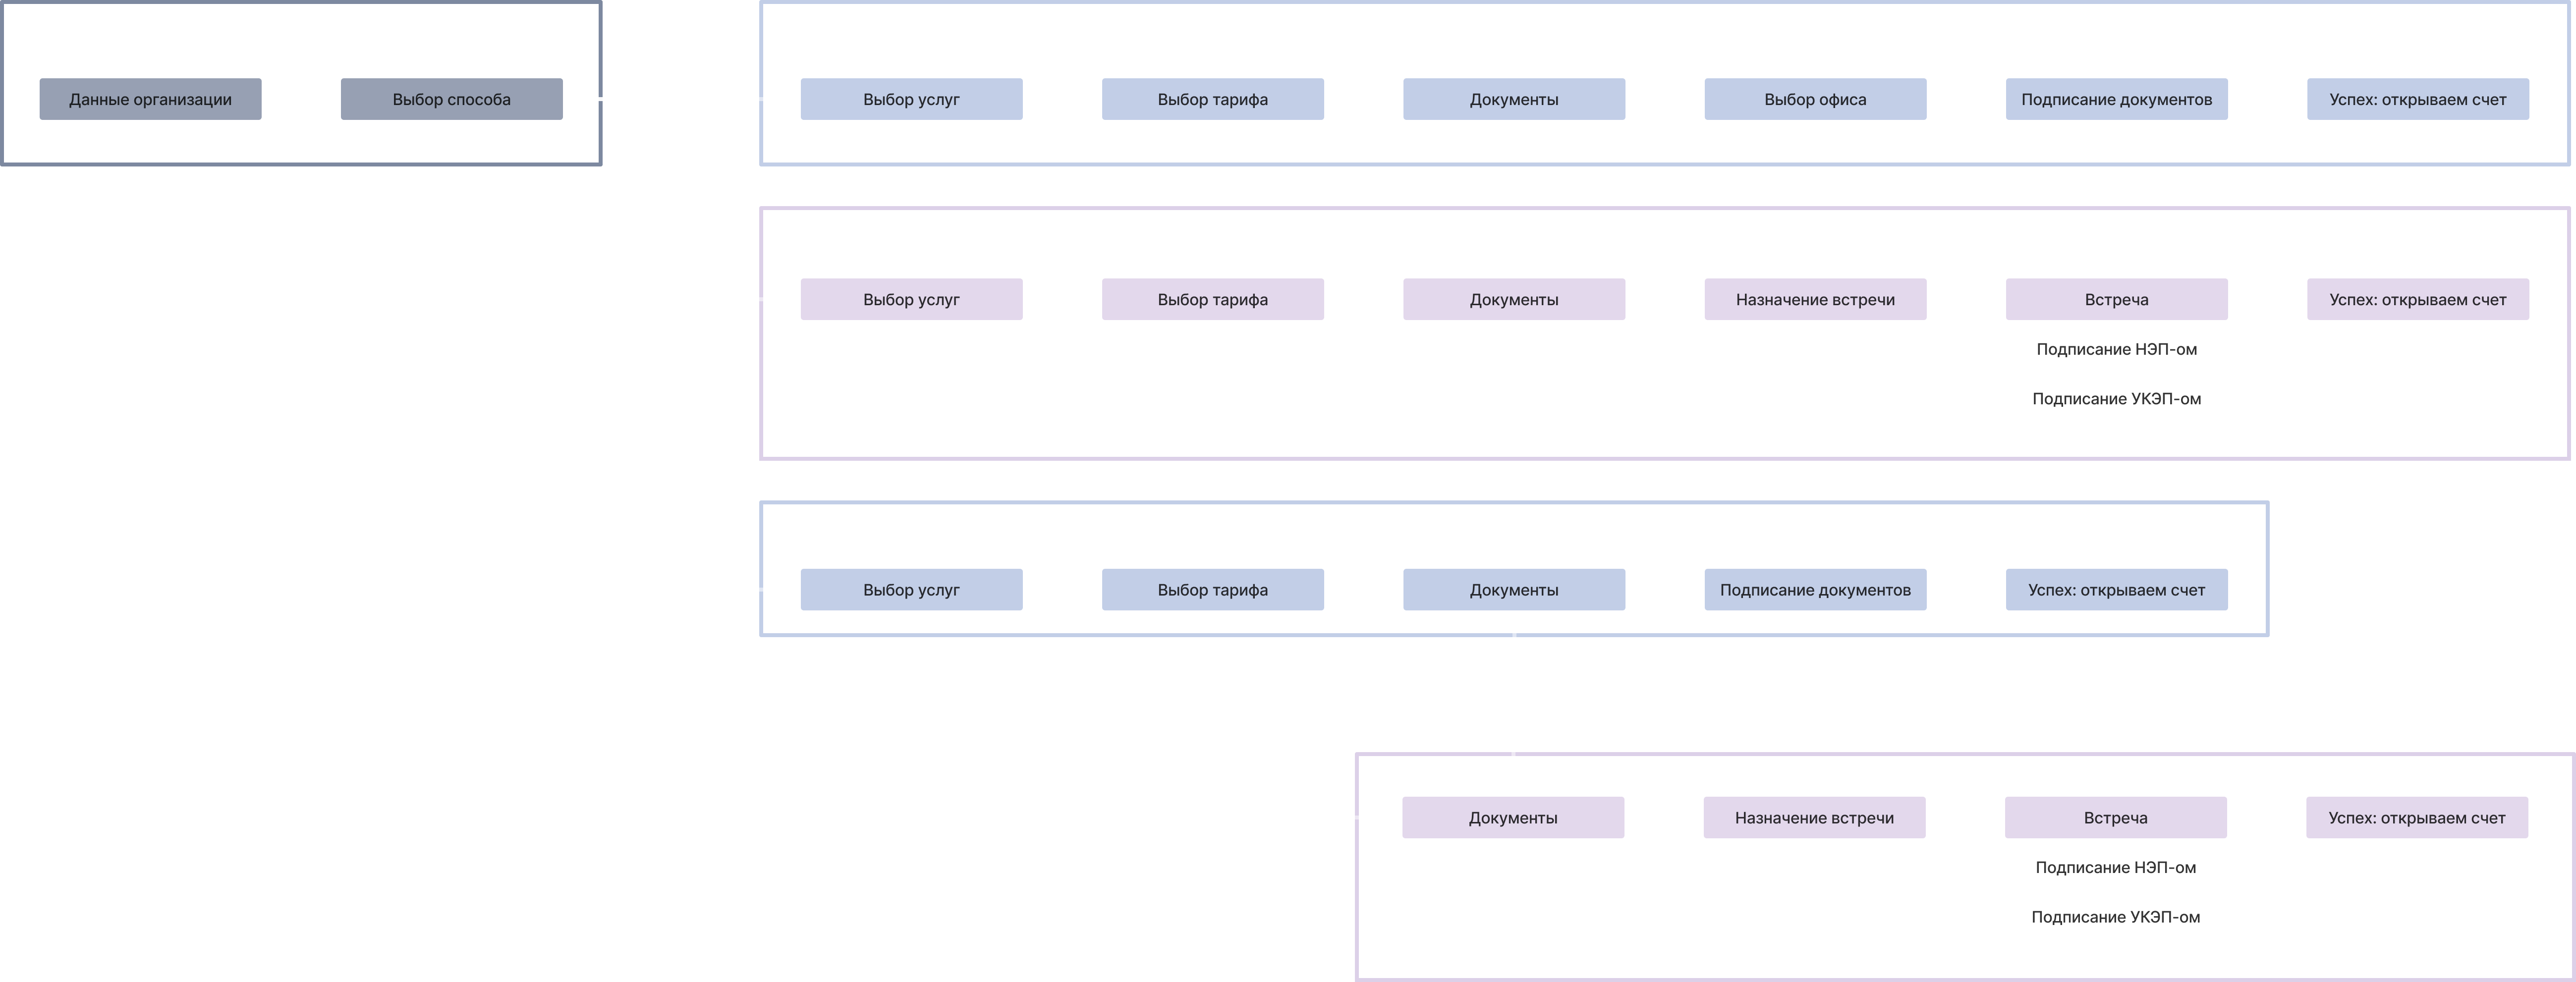 Данные организации
Выбор способа
Выбор услуг
Выбор тарифа
Документы
Выбор офиса
Подписание документов
Успех: открываем счет
Выбор услуг
Выбор тарифа
Документы
Назначение встречи
Встреча
Успех: открываем счет
Подписание НЭП-ом
Подписание УКЭП-ом
Выбор услуг
Выбор тарифа
Документы
Подписание документов
Успех: открываем счет
Документы
Назначение встречи
Встреча
Успех: открываем счет
Подписание НЭП-ом
Подписание УКЭП-ом